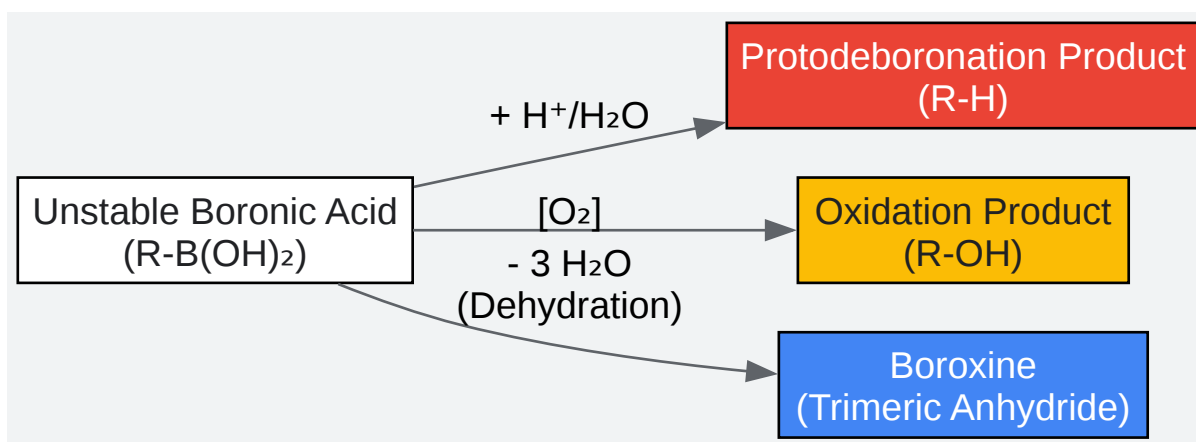 Protodeboronation Product
(R-H)
+ H⁺/H₂O
Unstable Boronic Acid
(R-B(OH)₂)
[O₂]
Oxidation Product
(R-OH)
- 3 H₂O
(Dehydration)
Boroxine
(Trimeric Anhydride)